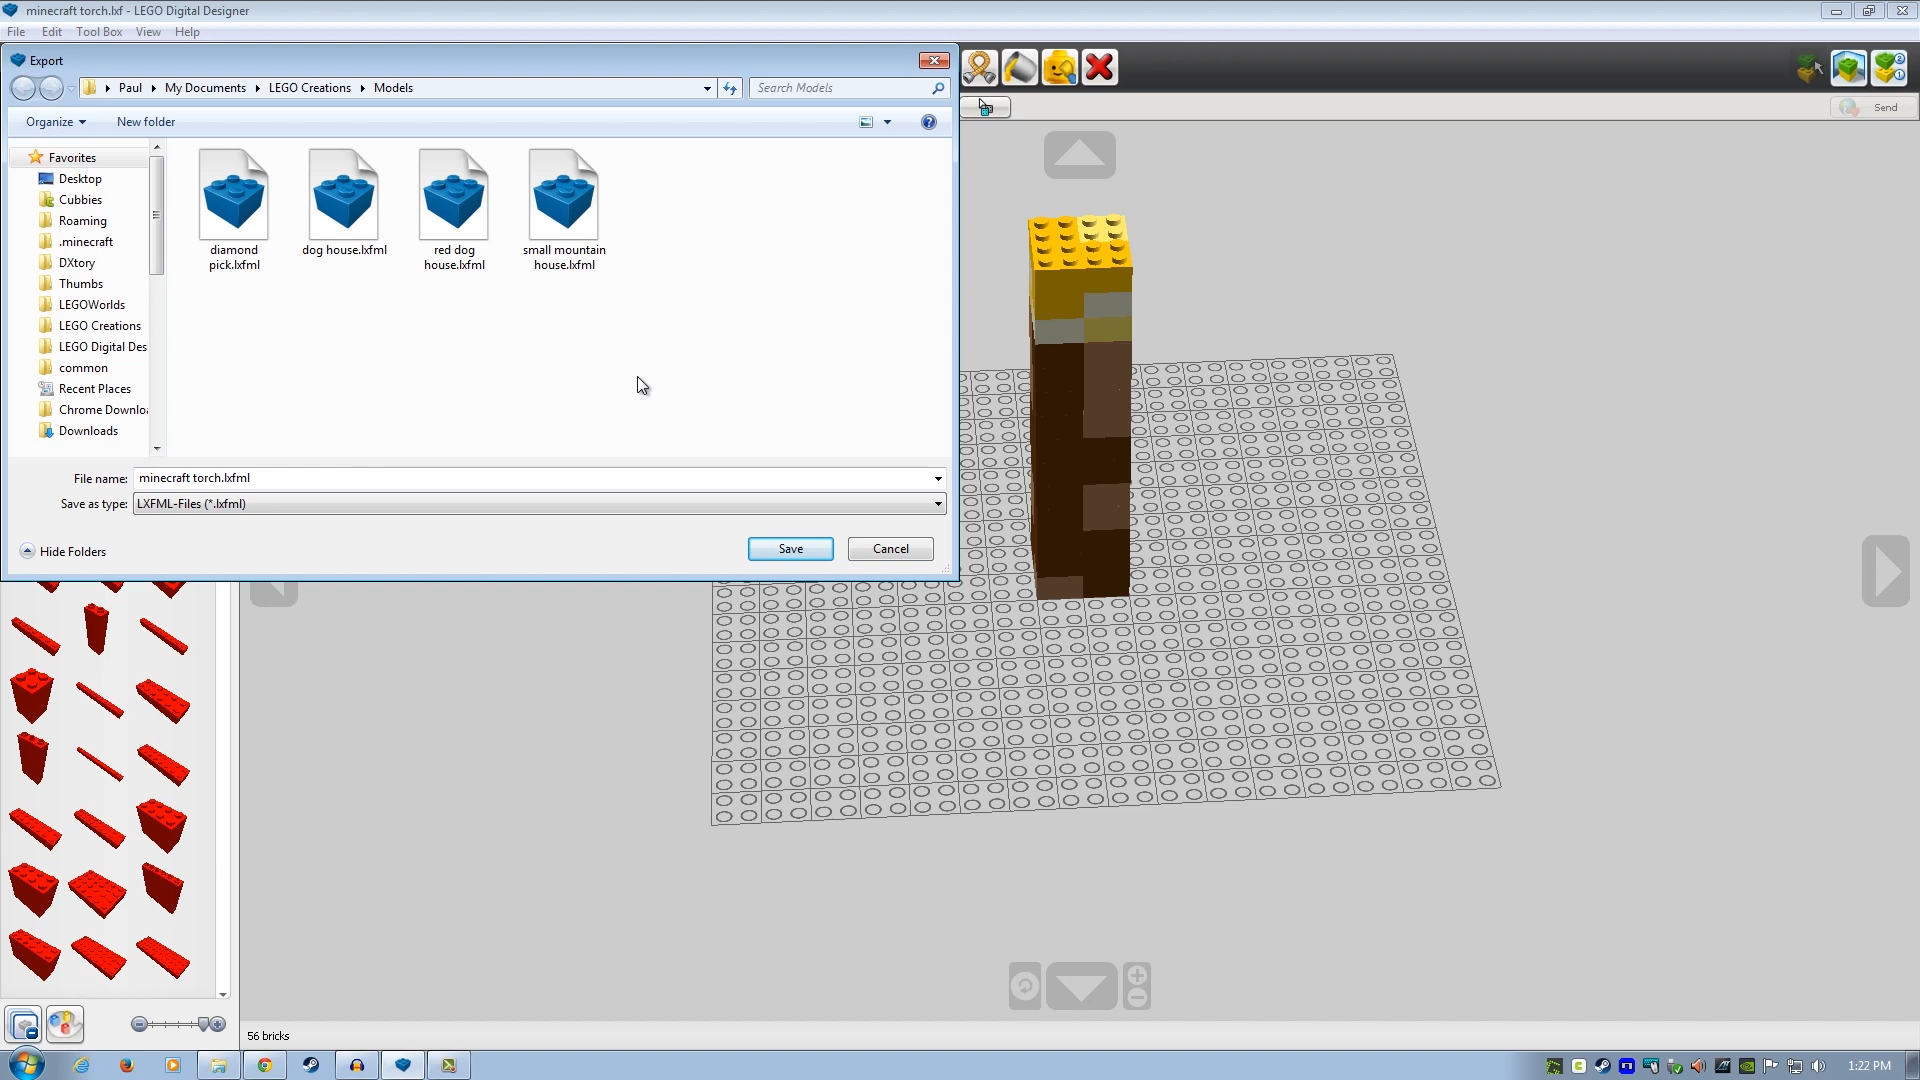 minecraft torch.lxf - LEGO Digital Designer
File Edit Tool Box View Help
Export
Paul My Documents LEGO Creations Models
Search Models
Organize New folder
Favorites
Desktop
Cubbies
Roaming
.minecraft
DXtory
Thumbs
LEGOWorlds
LEGO Creations
LEGO Digital Des
common
Recent Places
Chrome Downlo
Downloads
diamond
pick.lxfml
dog house.lxfml
red dog
house.lxfml
small mountain
house.lxfml
File name: minecraft torch.lxfml
Save as type: LXFML-Files (*.lxfml)
Hide Folders
Save
Cancel
Send
56 bricks
1:22 PM